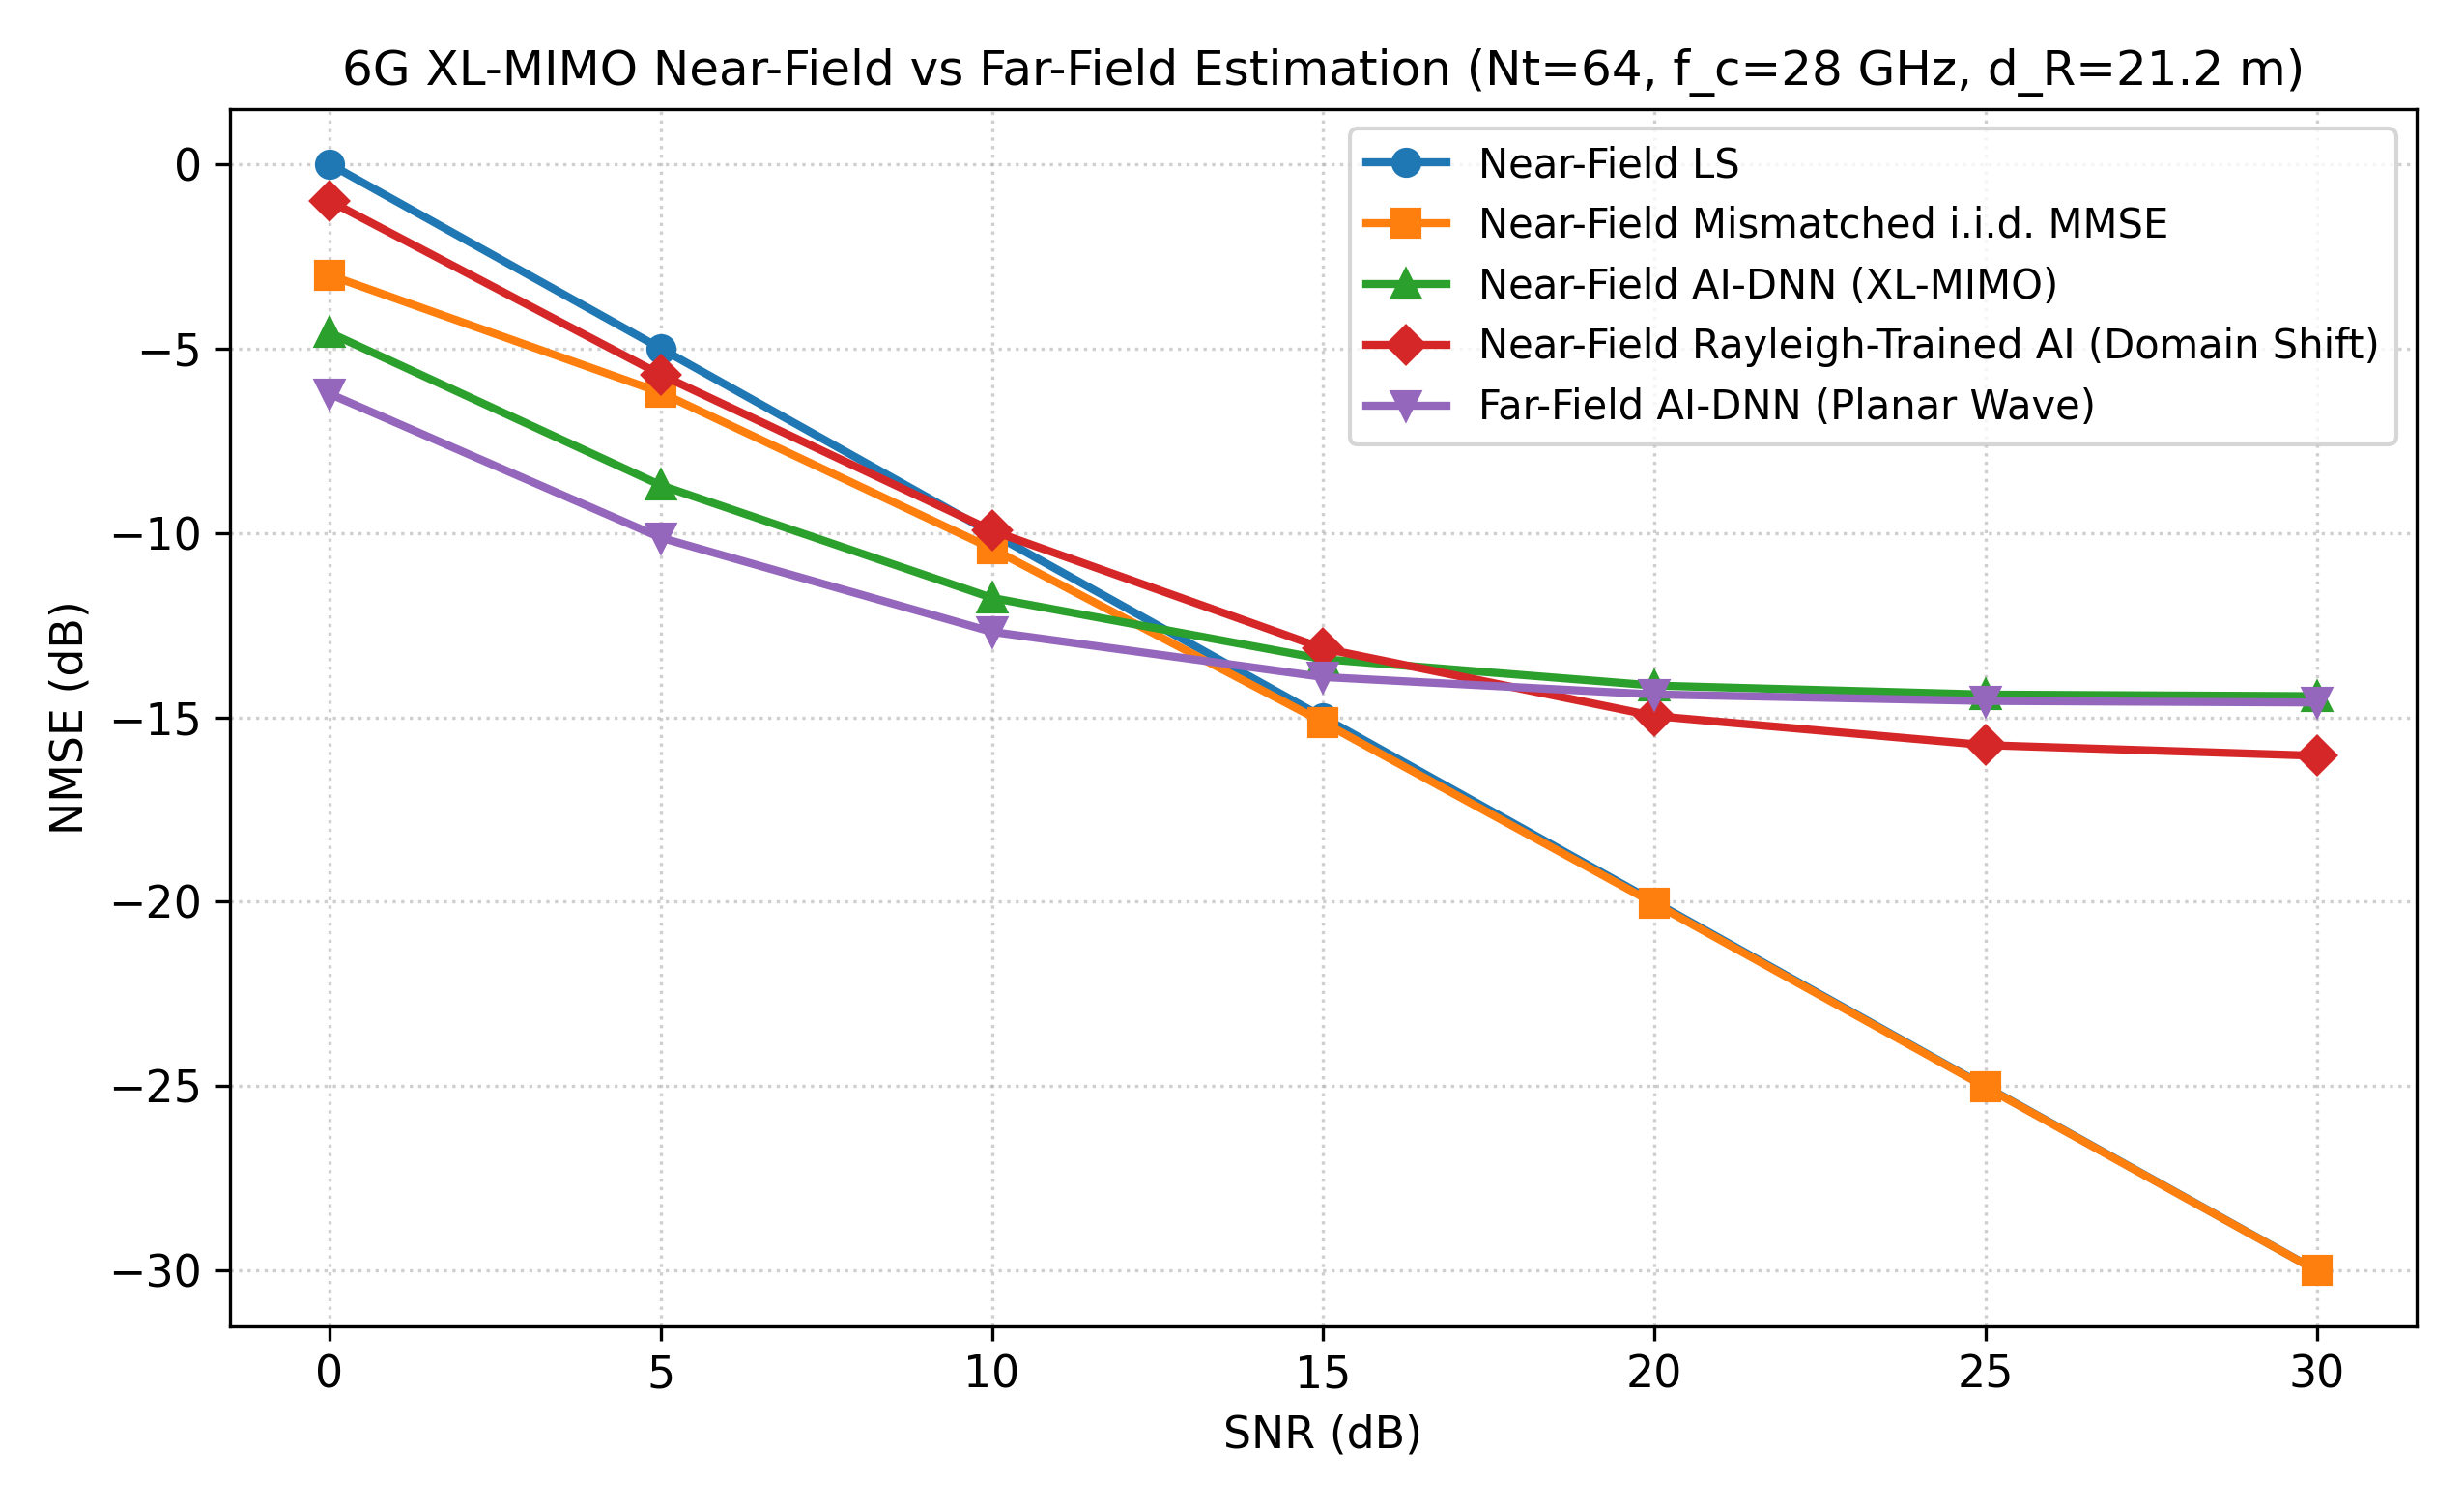 6G XL-MIMO Near-Field vs Far-Field Estimation (Nt=64, f_c=28 GHz, d_R=21.2 m)
Near-Field LS
Near-Field Mismatched i.i.d. MMSE
Near-Field AI-DNN (XL-MIMO)
Near-Field Rayleigh-Trained AI (Domain Shift)
Far-Field AI-DNN (Planar Wave)
NMSE (dB)
0
−5
−10
−15
−20
−25
−30
0 5 10 15 20 25 30
SNR (dB)